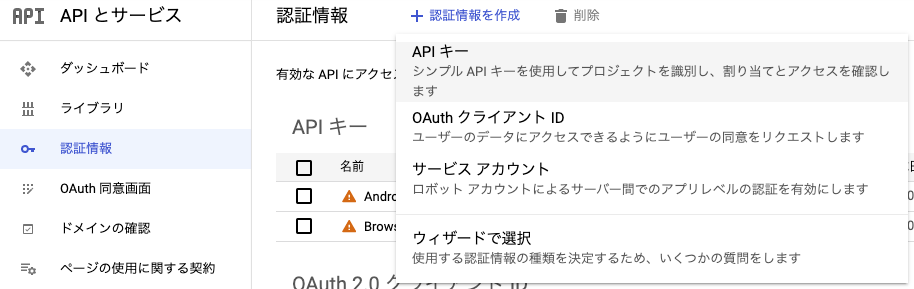 API API とサービス
認証情報
+ 認証情報を作成
削除
ダッシュボード
ライブラリ
認証情報
OAuth 同意画面
ドメインの確認
ページの使用に関する契約
有効な API にアクセス
API キー
名前
Andro
Brows
OAuth 2.0 クライアント ID
API キー
シンプル API キーを使用してプロジェクトを識別し、割り当てとアクセスを確認し
ます
OAuth クライアント ID
ユーザーのデータにアクセスできるようにユーザーの同意をリクエストします
サービス アカウント
ロボット アカウントによるサーバー間でのアプリレベルの認証を有効にします
ウィザードで選択
使用する認証情報の種類を決定するため、いくつかの質問をします